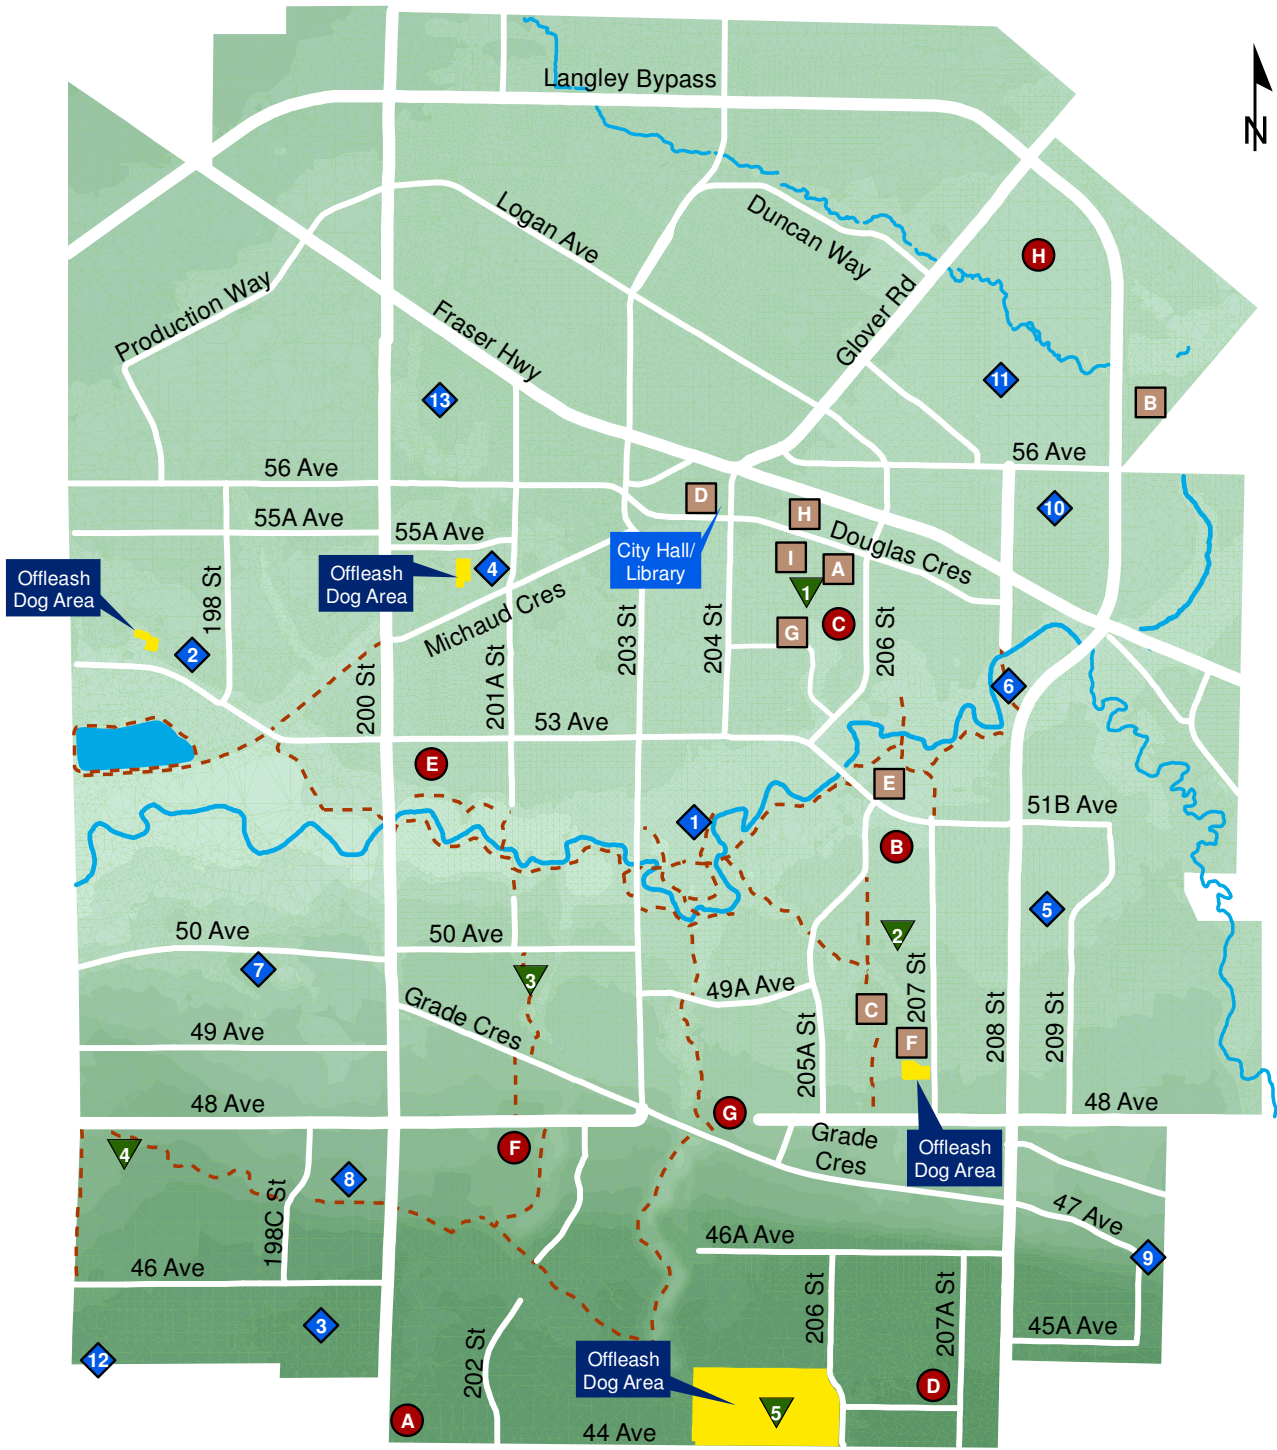 Langley Bypass
N
Logan Ave
Duncan Way
H
Production Way
Glover Rd
Fraser Hwy
13
11
B
56 Ave
56 Ave
D
55A Ave
H
10
55A Ave
Douglas Cres
City Hall/
Library
I
A
Offleash
Dog Area
Offleash
Dog Area
4
1
198 St
Michaud Cres
203 St
204 St
G
C
206 St
2
200 St
201A St
6
53 Ave
E
E
51B Ave
1
B
5
50 Ave
50 Ave
2
7
3
49A Ave
207 St
Grade Cres
C
49 Ave
205A St
F
208 St
209 St
48 Ave
G
48 Ave
Grade
Cres
Offleash
Dog Area
4
F
8
198C St
47 Ave
46A Ave
9
46 Ave
206 St
207A St
3
45A Ave
12
202 St
Offleash
Dog Area
D
A
5
44 Ave